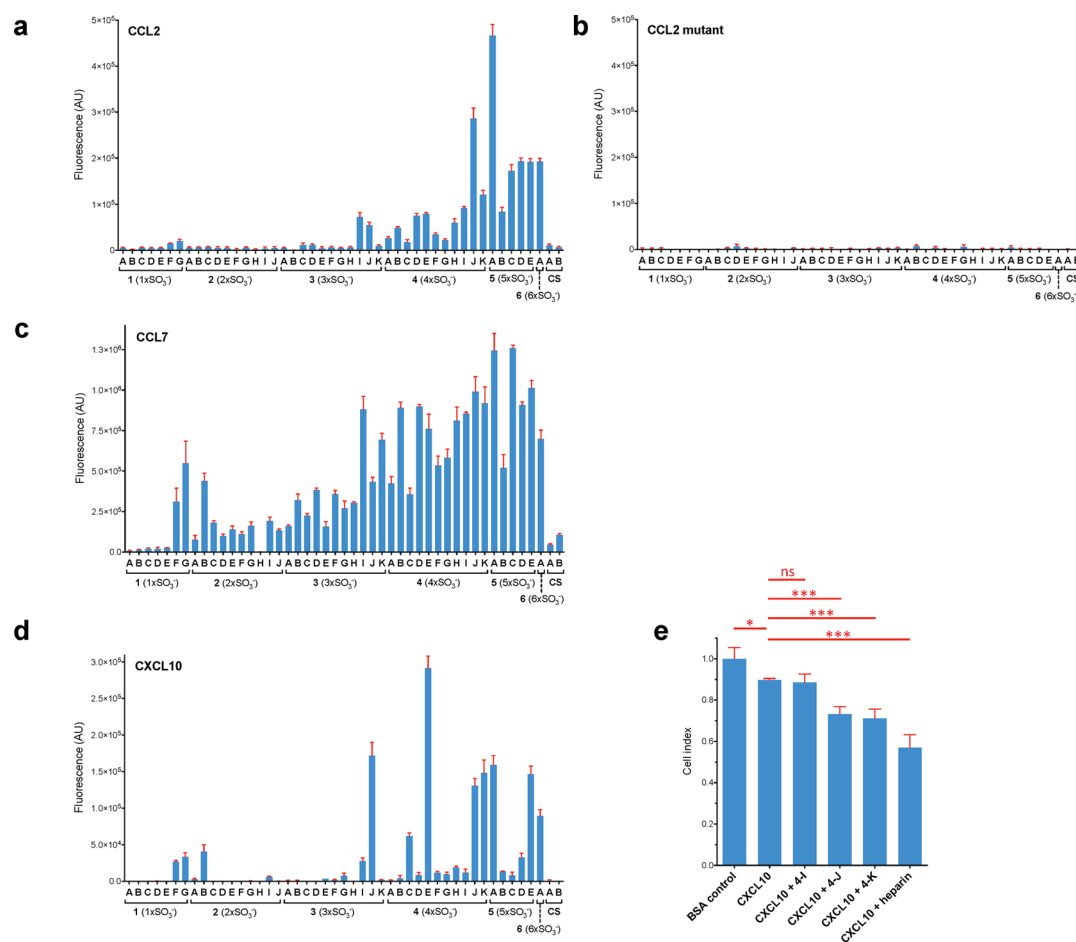 a
CCL2
Fluorescence (AU)
5×10⁵
4×10⁵
3×10⁵
2×10⁵
1×10⁵
0
A B C D E F G A B C D E F G H I J A B C D E F G H I J K A B C D E F G H I J K A B C D E A A B
1 (1xSO₃⁻) 2 (2xSO₃⁻) 3 (3xSO₃⁻) 4 (4xSO₃⁻) 5 (5xSO₃⁻) CS
6 (6xSO₃⁻)
b
CCL2 mutant
Fluorescence (AU)
5×10⁵
4×10⁵
3×10⁵
2×10⁵
1×10⁵
0
A B C D E F G A B C D E F G H I J A B C D E F G H I J K A B C D E F G H I J K A B C D E A A B
1 (1xSO₃⁻) 2 (2xSO₃⁻) 3 (3xSO₃⁻) 4 (4xSO₃⁻) 5 (5xSO₃⁻) CS
6 (6xSO₃⁻)
c
CCL7
Fluorescence (AU)
1.3×10⁶
1.0×10⁶
7.5×10⁵
5.0×10⁵
2.5×10⁵
0.0
A B C D E F G A B C D E F G H I J A B C D E F G H I J K A B C D E F G H I J K A B C D E A A B
1 (1xSO₃⁻) 2 (2xSO₃⁻) 3 (3xSO₃⁻) 4 (4xSO₃⁻) 5 (5xSO₃⁻) CS
6 (6xSO₃⁻)
d
CXCL10
Fluorescence (AU)
3.0×10⁵
2.0×10⁵
1.5×10⁵
1.0×10⁵
5.0×10⁴
0.0
A B C D E F G A B C D E F G H I J A B C D E F G H I J K A B C D E F G H I J K A B C D E A A B
1 (1xSO₃⁻) 2 (2xSO₃⁻) 3 (3xSO₃⁻) 4 (4xSO₃⁻) 5 (5xSO₃⁻) CS
6 (6xSO₃⁻)
e
ns
***
***
* ***
Cell index
1.0
0.8
0.6
0.4
0.2
0.0
BSA control
CXCL10
CXCL10 + 4-I
CXCL10 + 4-J
CXCL10 + 4-K
CXCL10 + heparin